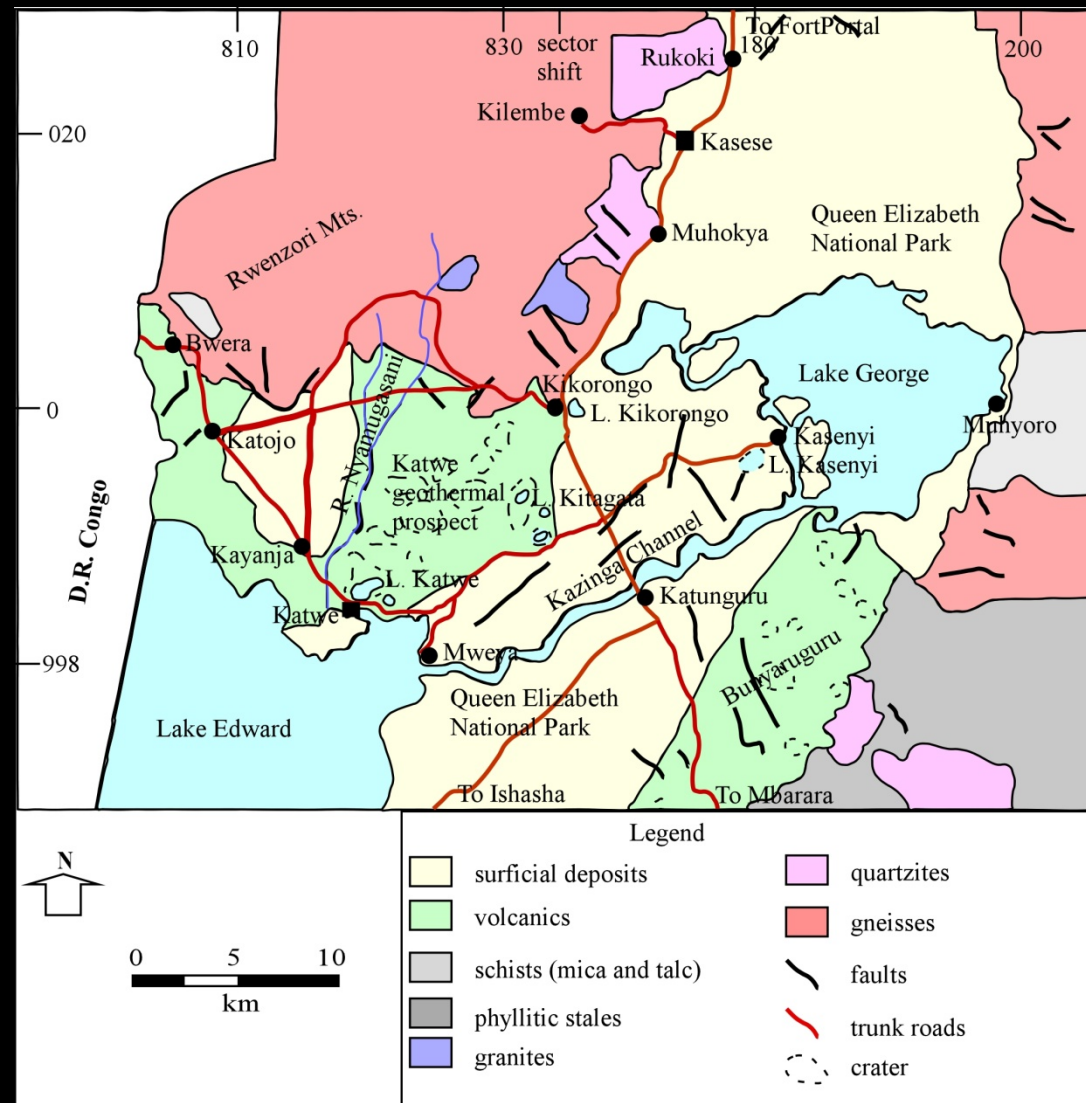 To FortPortal
810
830
180
200
sector
shift
Rukoki
Kilembe
020
Kasese
Queen Elizabeth
National Park
Muhokya
Rwenzori Mts.
Bwera
Lake George
Kikorongo
0
L. Kikorongo
Muhyoro
Katojo
Kasenyi
L. Kasenyi
R. Nyamugasani
Katwe
geothermal
prospect
L. Kitagata
D.R. Congo
Kayanja
Kazinga Channel
L. Katwe
Katwe
Katunguru
998
Mweya
Bunyaruguru
Queen Elizabeth
National Park
Lake Edward
To Ishasha
To Mbarara
Legend
N
surficial deposits
quartzites
volcanics
gneisses
0 5 10
km
schists (mica and talc)
faults
phyllitic stales
trunk roads
granites
crater